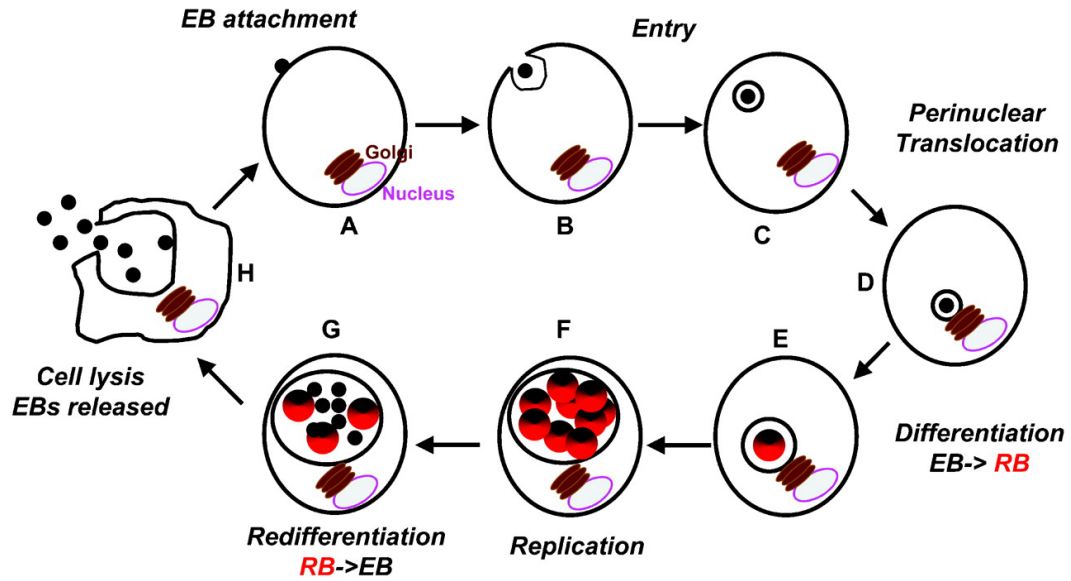 EB attachment
Entry
Golgi
Nucleus
A
B
C
Perinuclear
Translocation
D
E
Differentiation
EB-> RB
F
Replication
G
Redifferentiation
RB->EB
H
Cell lysis
EBs released